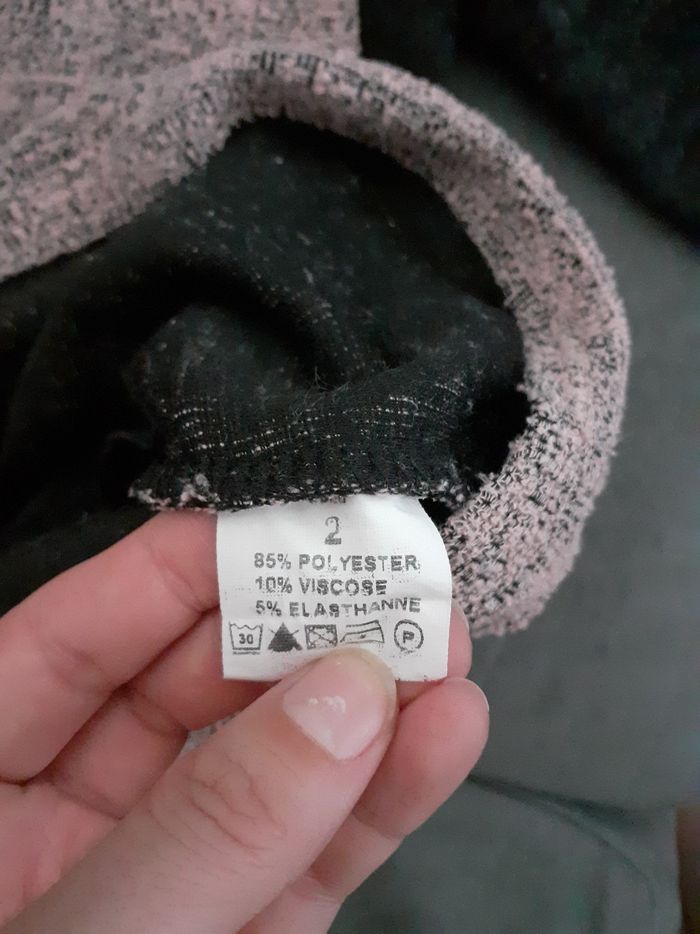 2
85% POLYESTER
10% VISCOSE
5% ELASTHANNE
30 P